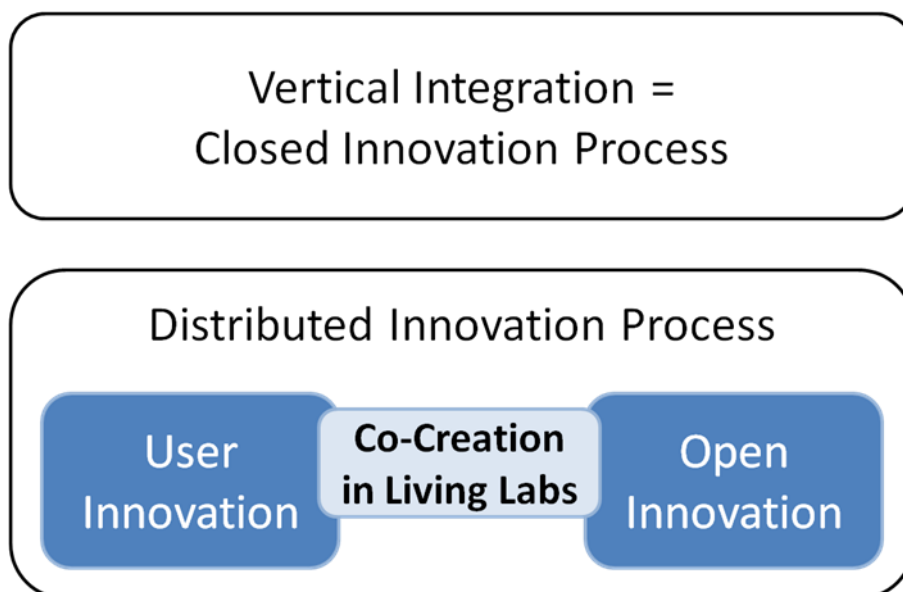 Vertical Integration =
Closed Innovation Process
Distributed Innovation Process
User
Innovation
Co-Creation
in Living Labs
Open
Innovation